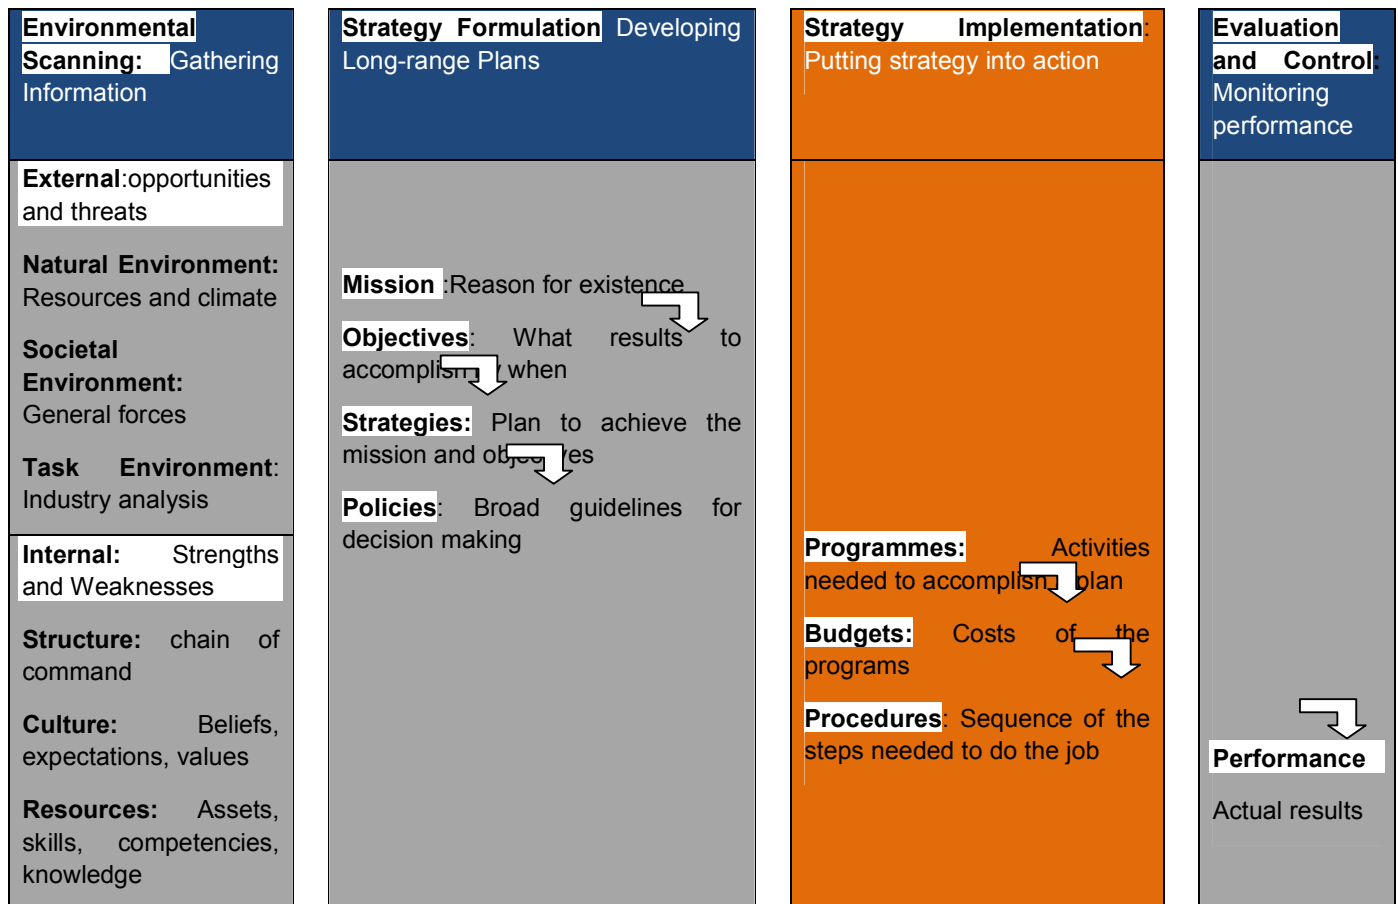 Environmental
Scanning: Gathering
Information
External:opportunities
and threats
Natural Environment:
Resources and climate
Societal
Environment:
General forces
Task Environment:
Industry analysis
Internal: Strengths
and Weaknesses
Structure: chain of
command
Culture: Beliefs,
expectations, values
Resources: Assets,
skills, competencies,
knowledge
Strategy Formulation Developing
Long-range Plans
Mission :Reason for existence
Objectives: What results to
accomplish by when
Strategies: Plan to achieve the
mission and objectives
Policies: Broad guidelines for
decision making
Strategy Implementation:
Putting strategy into action
Programmes: Activities
needed to accomplish plan
Budgets: Costs of the
programs
Procedures: Sequence of the
steps needed to do the job
Evaluation
and Control:
Monitoring
performance
Performance
Actual results